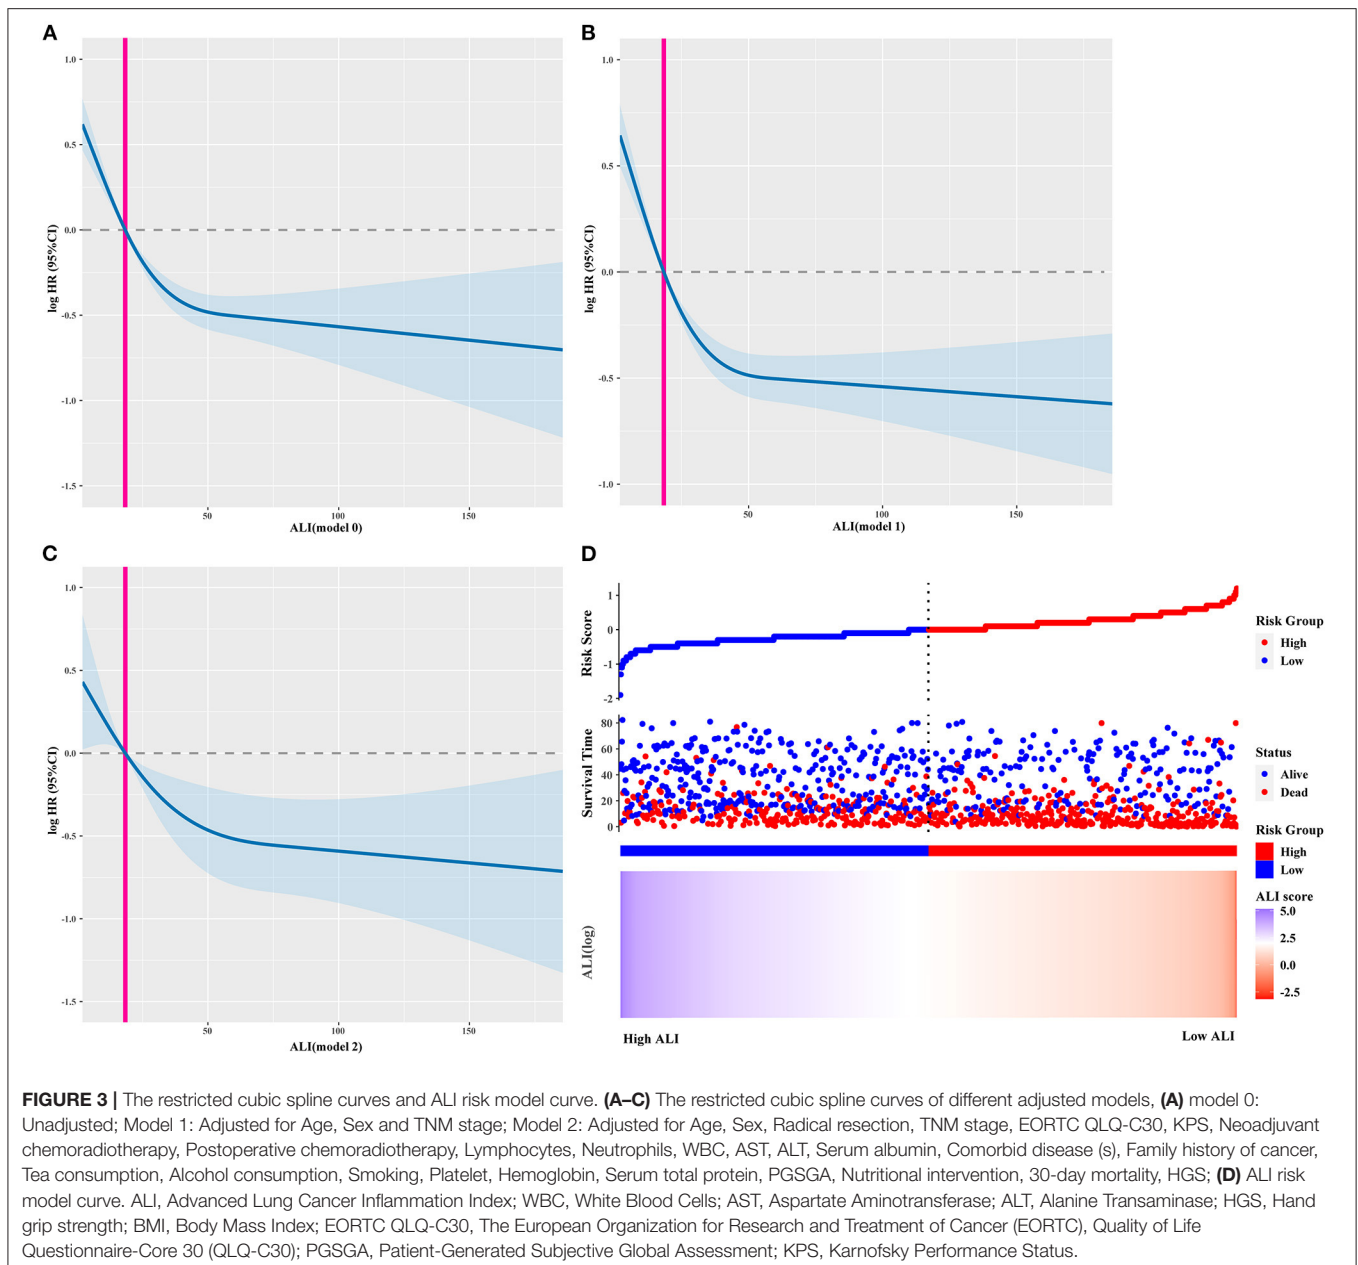 A
1.0
0.5
0.0
-0.5
-1.0
-1.5
log HR (95%CI)
50
100
150
ALI(model 0)
B
1.0
0.5
0.0
-0.5
-1.0
log HR (95%CI)
50
100
150
ALI(model 1)
C
1.0
0.5
0.0
-0.5
-1.0
-1.5
log HR (95%CI)
50
100
150
ALI(model 2)
D
Risk Score
1
0
-1
-2
Risk Group
High
Low
Survival Time
80
60
40
20
0
Status
Alive
Dead
Risk Group
High
Low
ALI(log)
ALI score
5.0
2.5
0.0
-2.5
High ALI
Low ALI
FIGURE 3 | The restricted cubic spline curves and ALI risk model curve. (A–C) The restricted cubic spline curves of different adjusted models, (A) model 0:
Unadjusted; Model 1: Adjusted for Age, Sex and TNM stage; Model 2: Adjusted for Age, Sex, Radical resection, TNM stage, EORTC QLQ-C30, KPS, Neoadjuvant
chemoradiotherapy, Postoperative chemoradiotherapy, Lymphocytes, Neutrophils, WBC, AST, ALT, Serum albumin, Comorbid disease (s), Family history of cancer,
Tea consumption, Alcohol consumption, Smoking, Platelet, Hemoglobin, Serum total protein, PGSGA, Nutritional intervention, 30-day mortality, HGS; (D) ALI risk
model curve. ALI, Advanced Lung Cancer Inflammation Index; WBC, White Blood Cells; AST, Aspartate Aminotransferase; ALT, Alanine Transaminase; HGS, Hand
grip strength; BMI, Body Mass Index; EORTC QLQ-C30, The European Organization for Research and Treatment of Cancer (EORTC), Quality of Life
Questionnaire-Core 30 (QLQ-C30); PGSGA, Patient-Generated Subjective Global Assessment; KPS, Karnofsky Performance Status.